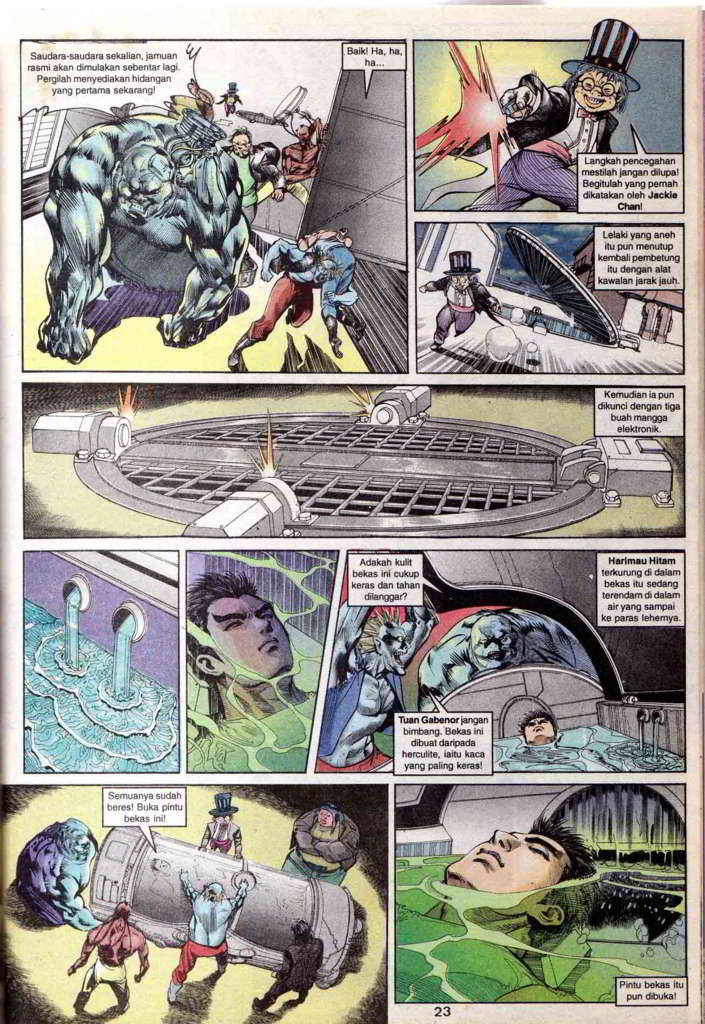 Saudara-saudara sekalian, jamuan
rasmi akan dimulakan sebentar lagi.
Pergilah menyediakan hidangan
yang pertama sekarang!
Baik! Ha, ha,
ha...
Langkah pencegahan
mestilah jangan dilupa!
Begitulah yang pernah
dikatakan oleh Jackie
Chan!
Lelaki yang aneh
itu pun menutup
kembali pembetung
itu dengan alat
kawalan jarak jauh.
Kemudian ia pun
dikunci dengan tiga
buah mangga
elektronik.
Adakah kulit
bekas ini cukup
keras dan tahan
dilanggar?
Harimau Hitam
terkurung di dalam
bekas itu sedang
terendam di dalam
air yang sampai
ke paras lehernya.
Tuan Gabenor jangan
bimbang. Bekas ini
dibuat daripada
herculite, iaitu kaca
yang paling keras!
Semuanya sudah
beres! Buka pintu
bekas ini!
Pintu bekas itu
pun dibuka!
23